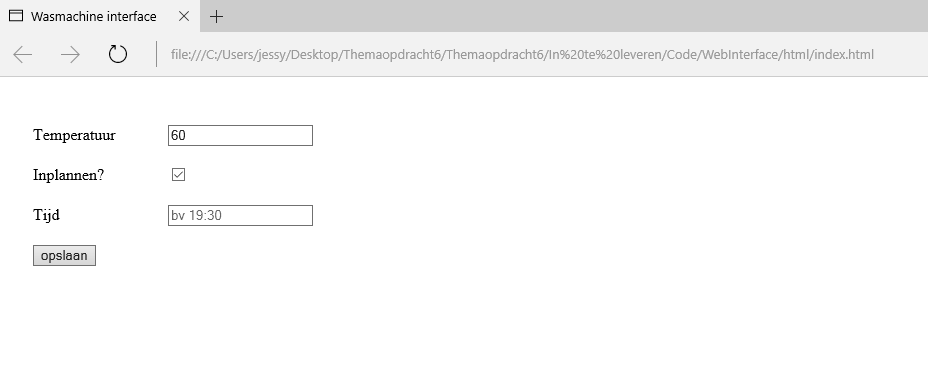 Wasmachine interface
file:///C:/Users/jessy/Desktop/Themaopdracht6/Themaopdracht6/In%20te%20leveren/Code/WebInterface/html/index.html
Temperatuur 60
Inplannen?
Tijd bv 19:30
opslaan